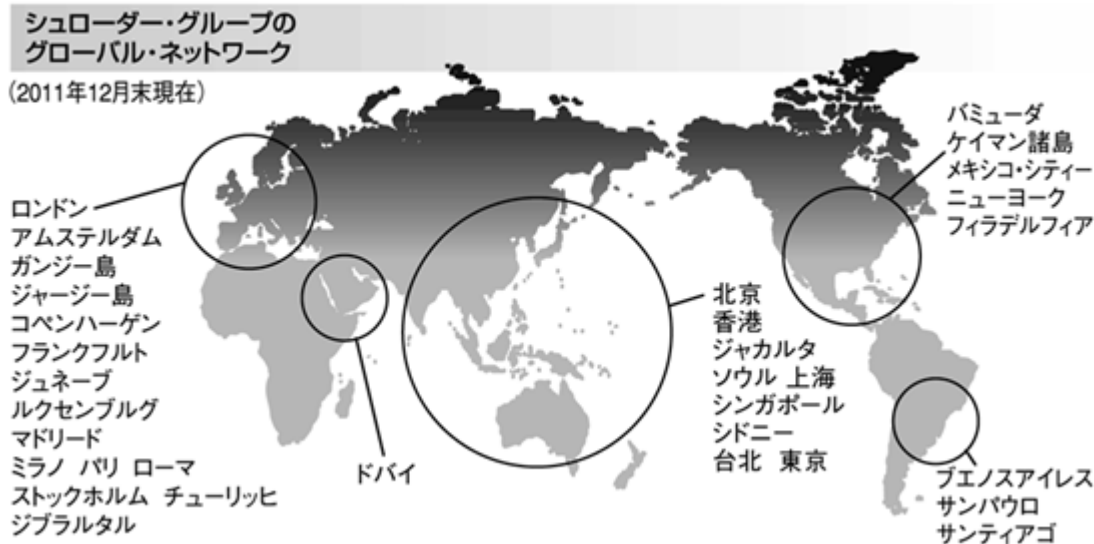 シュローダー・グループの
グローバル・ネットワーク
(2011年12月末現在)
ロンドン
アムステルダム
ガンジー島
ジャージー島
コペンハーゲン
フランクフルト
ジュネーブ
ルクセンブルグ
マドリード
ミラノ パリ ローマ
ストックホルム チューリッヒ
ジブラルタル
ドバイ
北京
香港
ジャカルタ
ソウル 上海
シンガポール
シドニー
台北 東京
バミューダ
ケイマン諸島
メキシコ・シティー
ニューヨーク
フィラデルフィア
ブエノスアイレス
サンパウロ
サンティアゴ